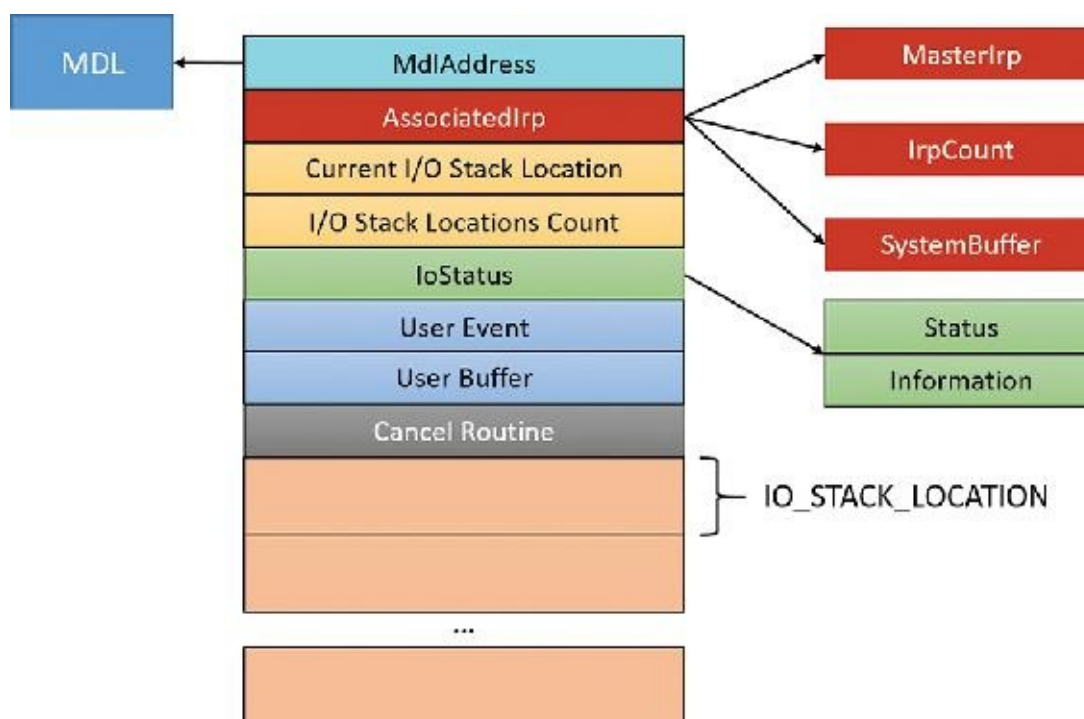 MDL
MdlAddress
MasterIrp
AssociatedIrp
IrpCount
Current I/O Stack Location
I/O Stack Locations Count
SystemBuffer
IoStatus
Status
User Event
Information
User Buffer
Cancel Routine
IO_STACK_LOCATION
...